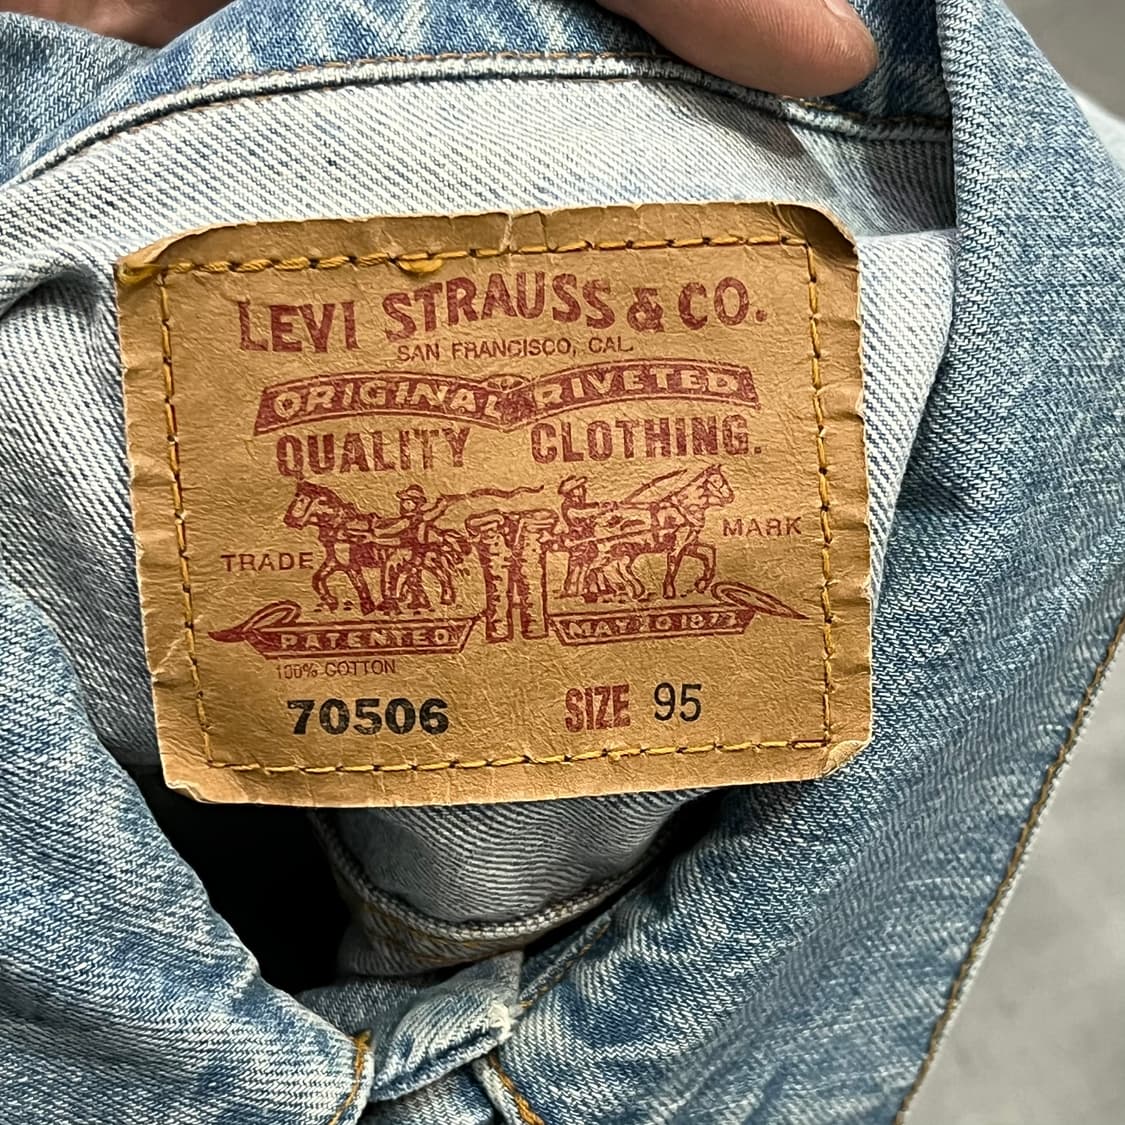 LEVI STRAUSS & CO.
SAN FRANCISCO, CAL.
ORIGINAL RIVETED
QUALITY CLOTHING.
TRADE MARK
PATENTED MAY 20 1873
100% COTTON
70506 SIZE 95